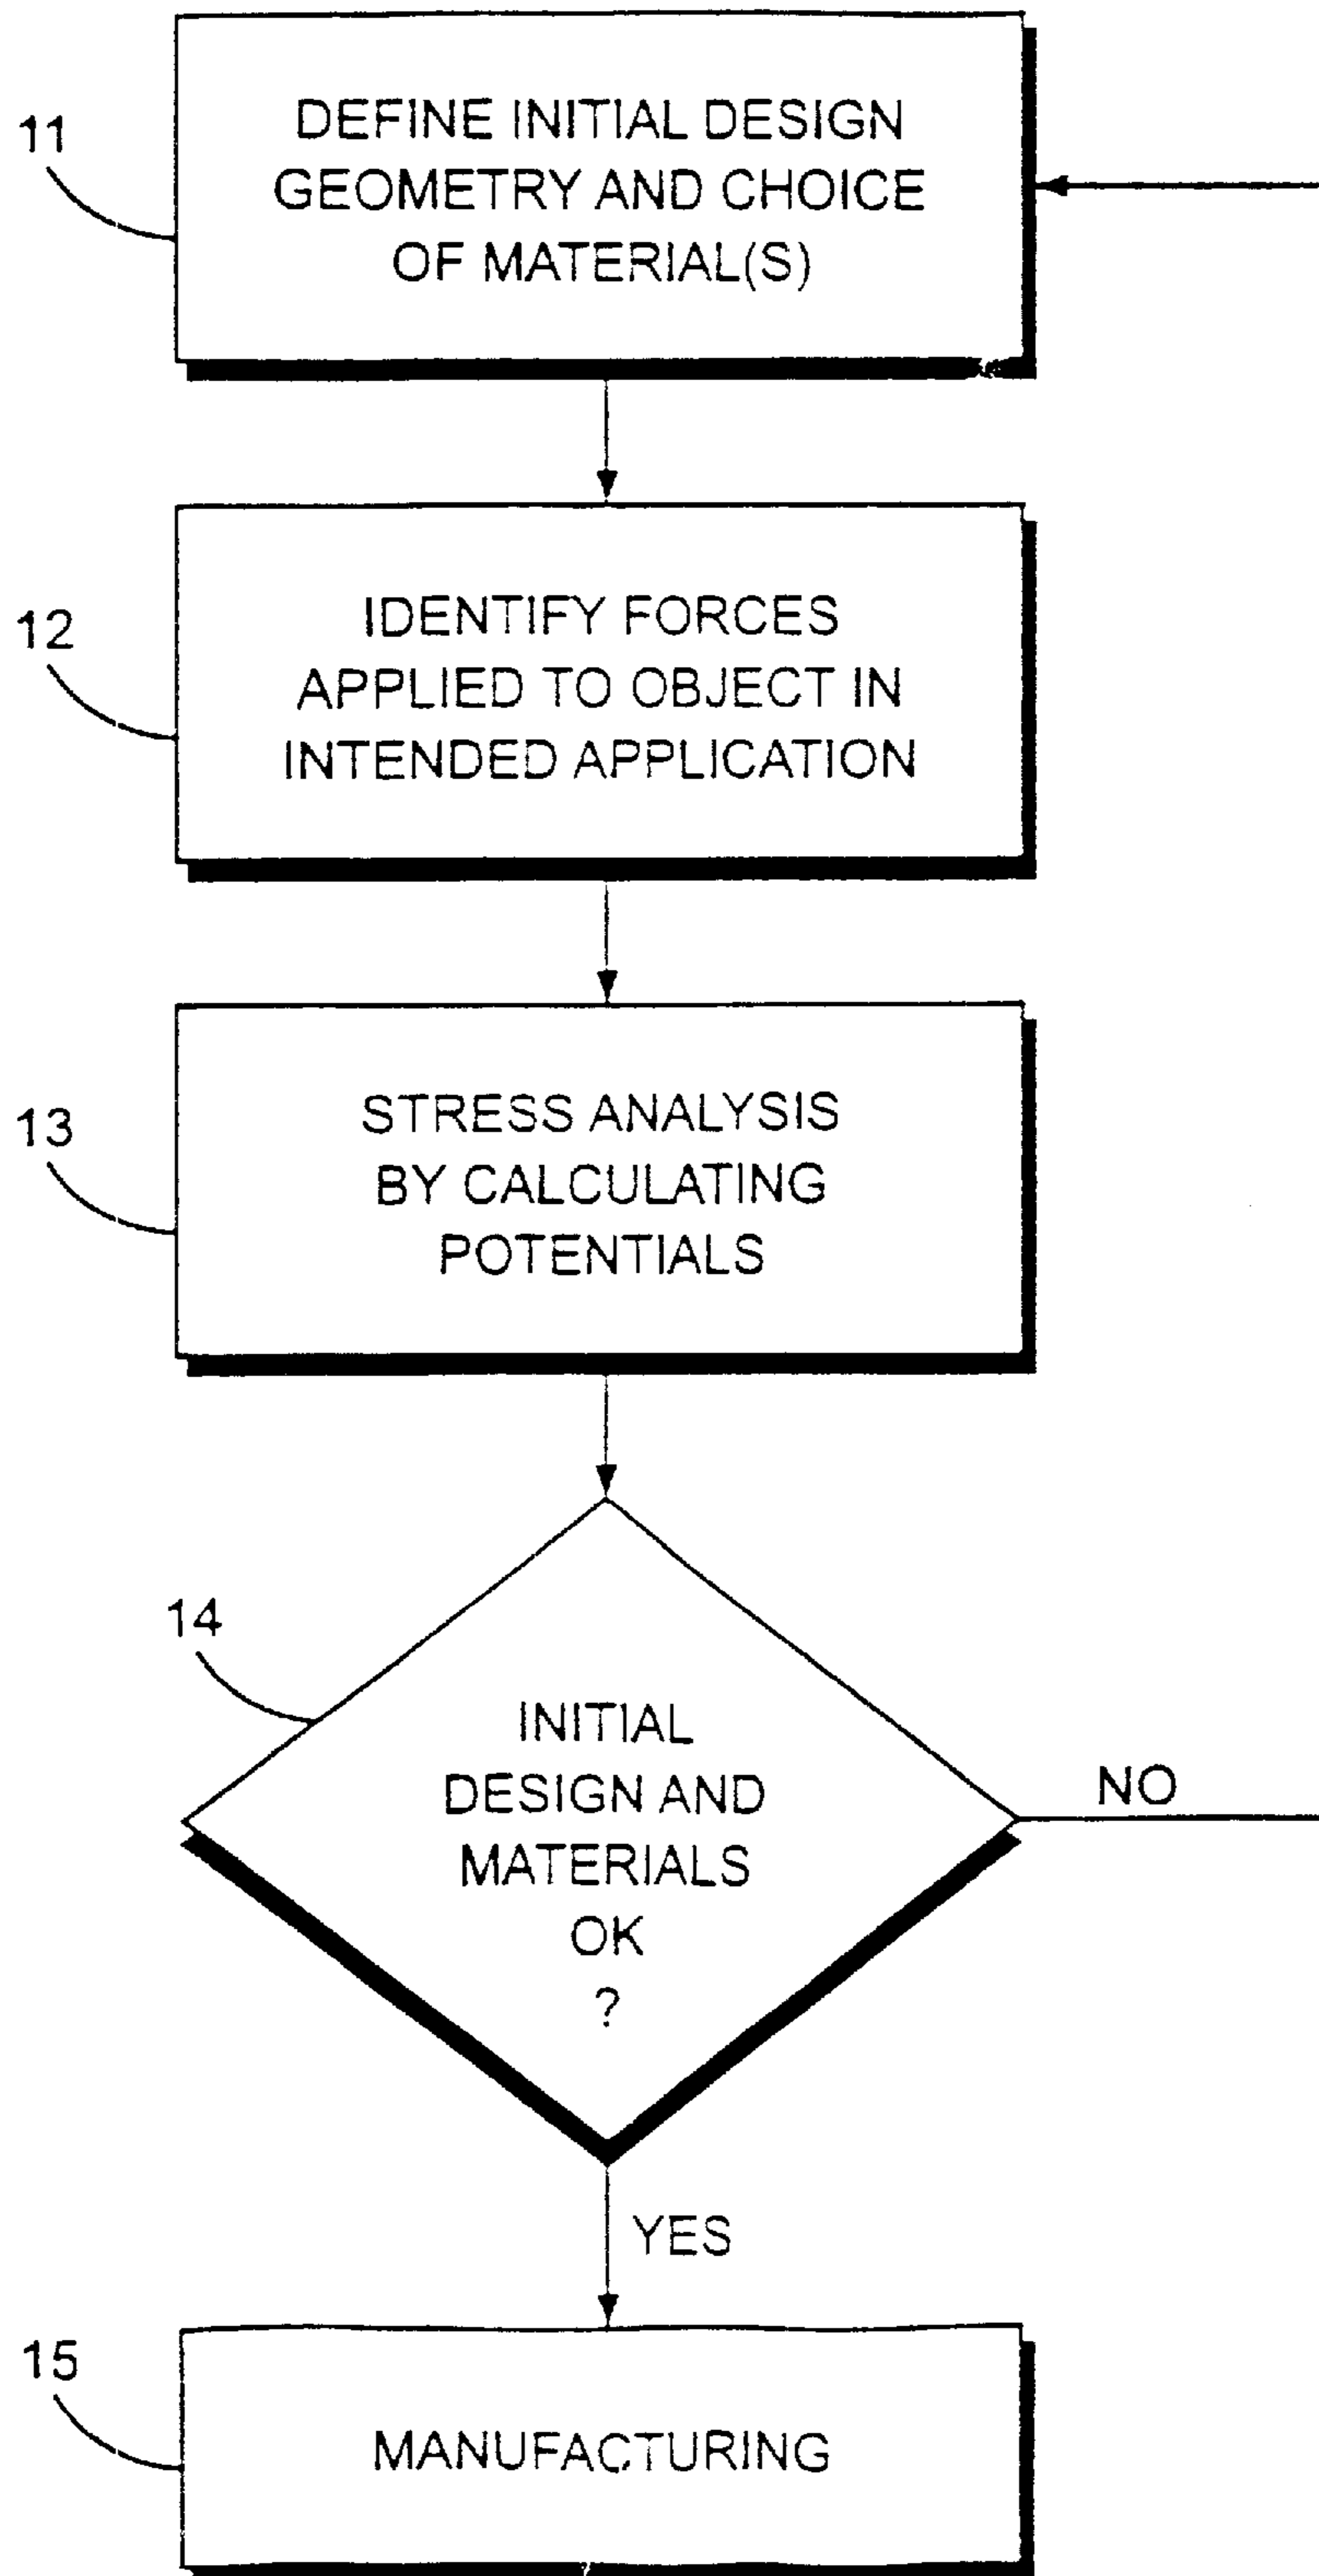 11
DEFINE INITIAL DESIGN
GEOMETRY AND CHOICE
OF MATERIAL(S)
12
IDENTIFY FORCES
APPLIED TO OBJECT IN
INTENDED APPLICATION
13
STRESS ANALYSIS
BY CALCULATING
POTENTIALS
14
INITIAL
DESIGN AND
MATERIALS
OK
?
NO
YES
15
MANUFACTURING